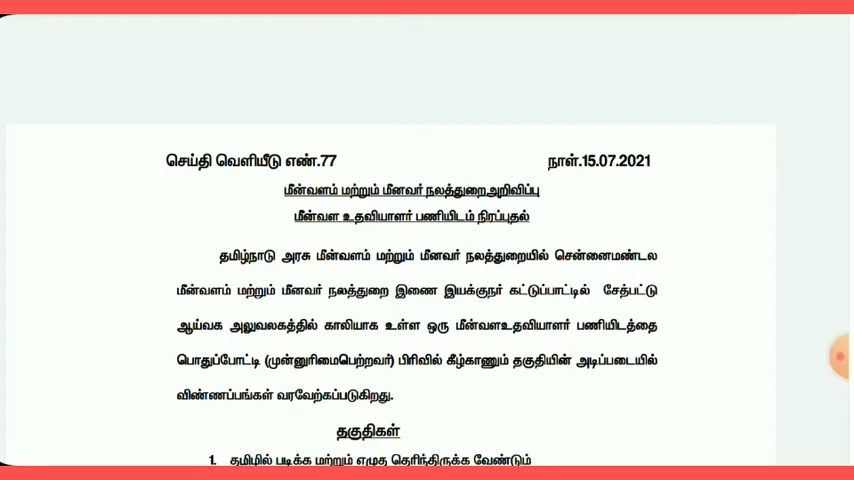 செய்தி வெளியீடு எண்.77 நாள்.15.07.2021
மீன்வளம் மற்றும் மீனவர் நலத்துறைஅறிவிப்பு
மீன்வள உதவியாளர் பணியிடம் நிரப்புதல்
தமிழ்நாடு அரசு மீன்வளம் மற்றும் மீனவர் நலத்துறையில் சென்னைமண்டல
மீன்வளம் மற்றும் மீனவர் நலத்துறை இணை இயக்குநர் கட்டுப்பாட்டில் சேத்பட்டு
ஆய்வக அலுவலகத்தில் காலியாக உள்ள ஒரு மீன்வளஉதவியாளர் பணியிடத்தை
பொதுப்போட்டி (முன்னுரிமைபெற்றவர்) பிரிவில் கீழ்காணும் தகுதியின் அடிப்படையில்
விண்ணப்பங்கள் வரவேற்கப்படுகிறது.
தகுதிகள்
1. தமிழில் படிக்க மற்றும் எழுத தெரிந்திருக்க வேண்டும்